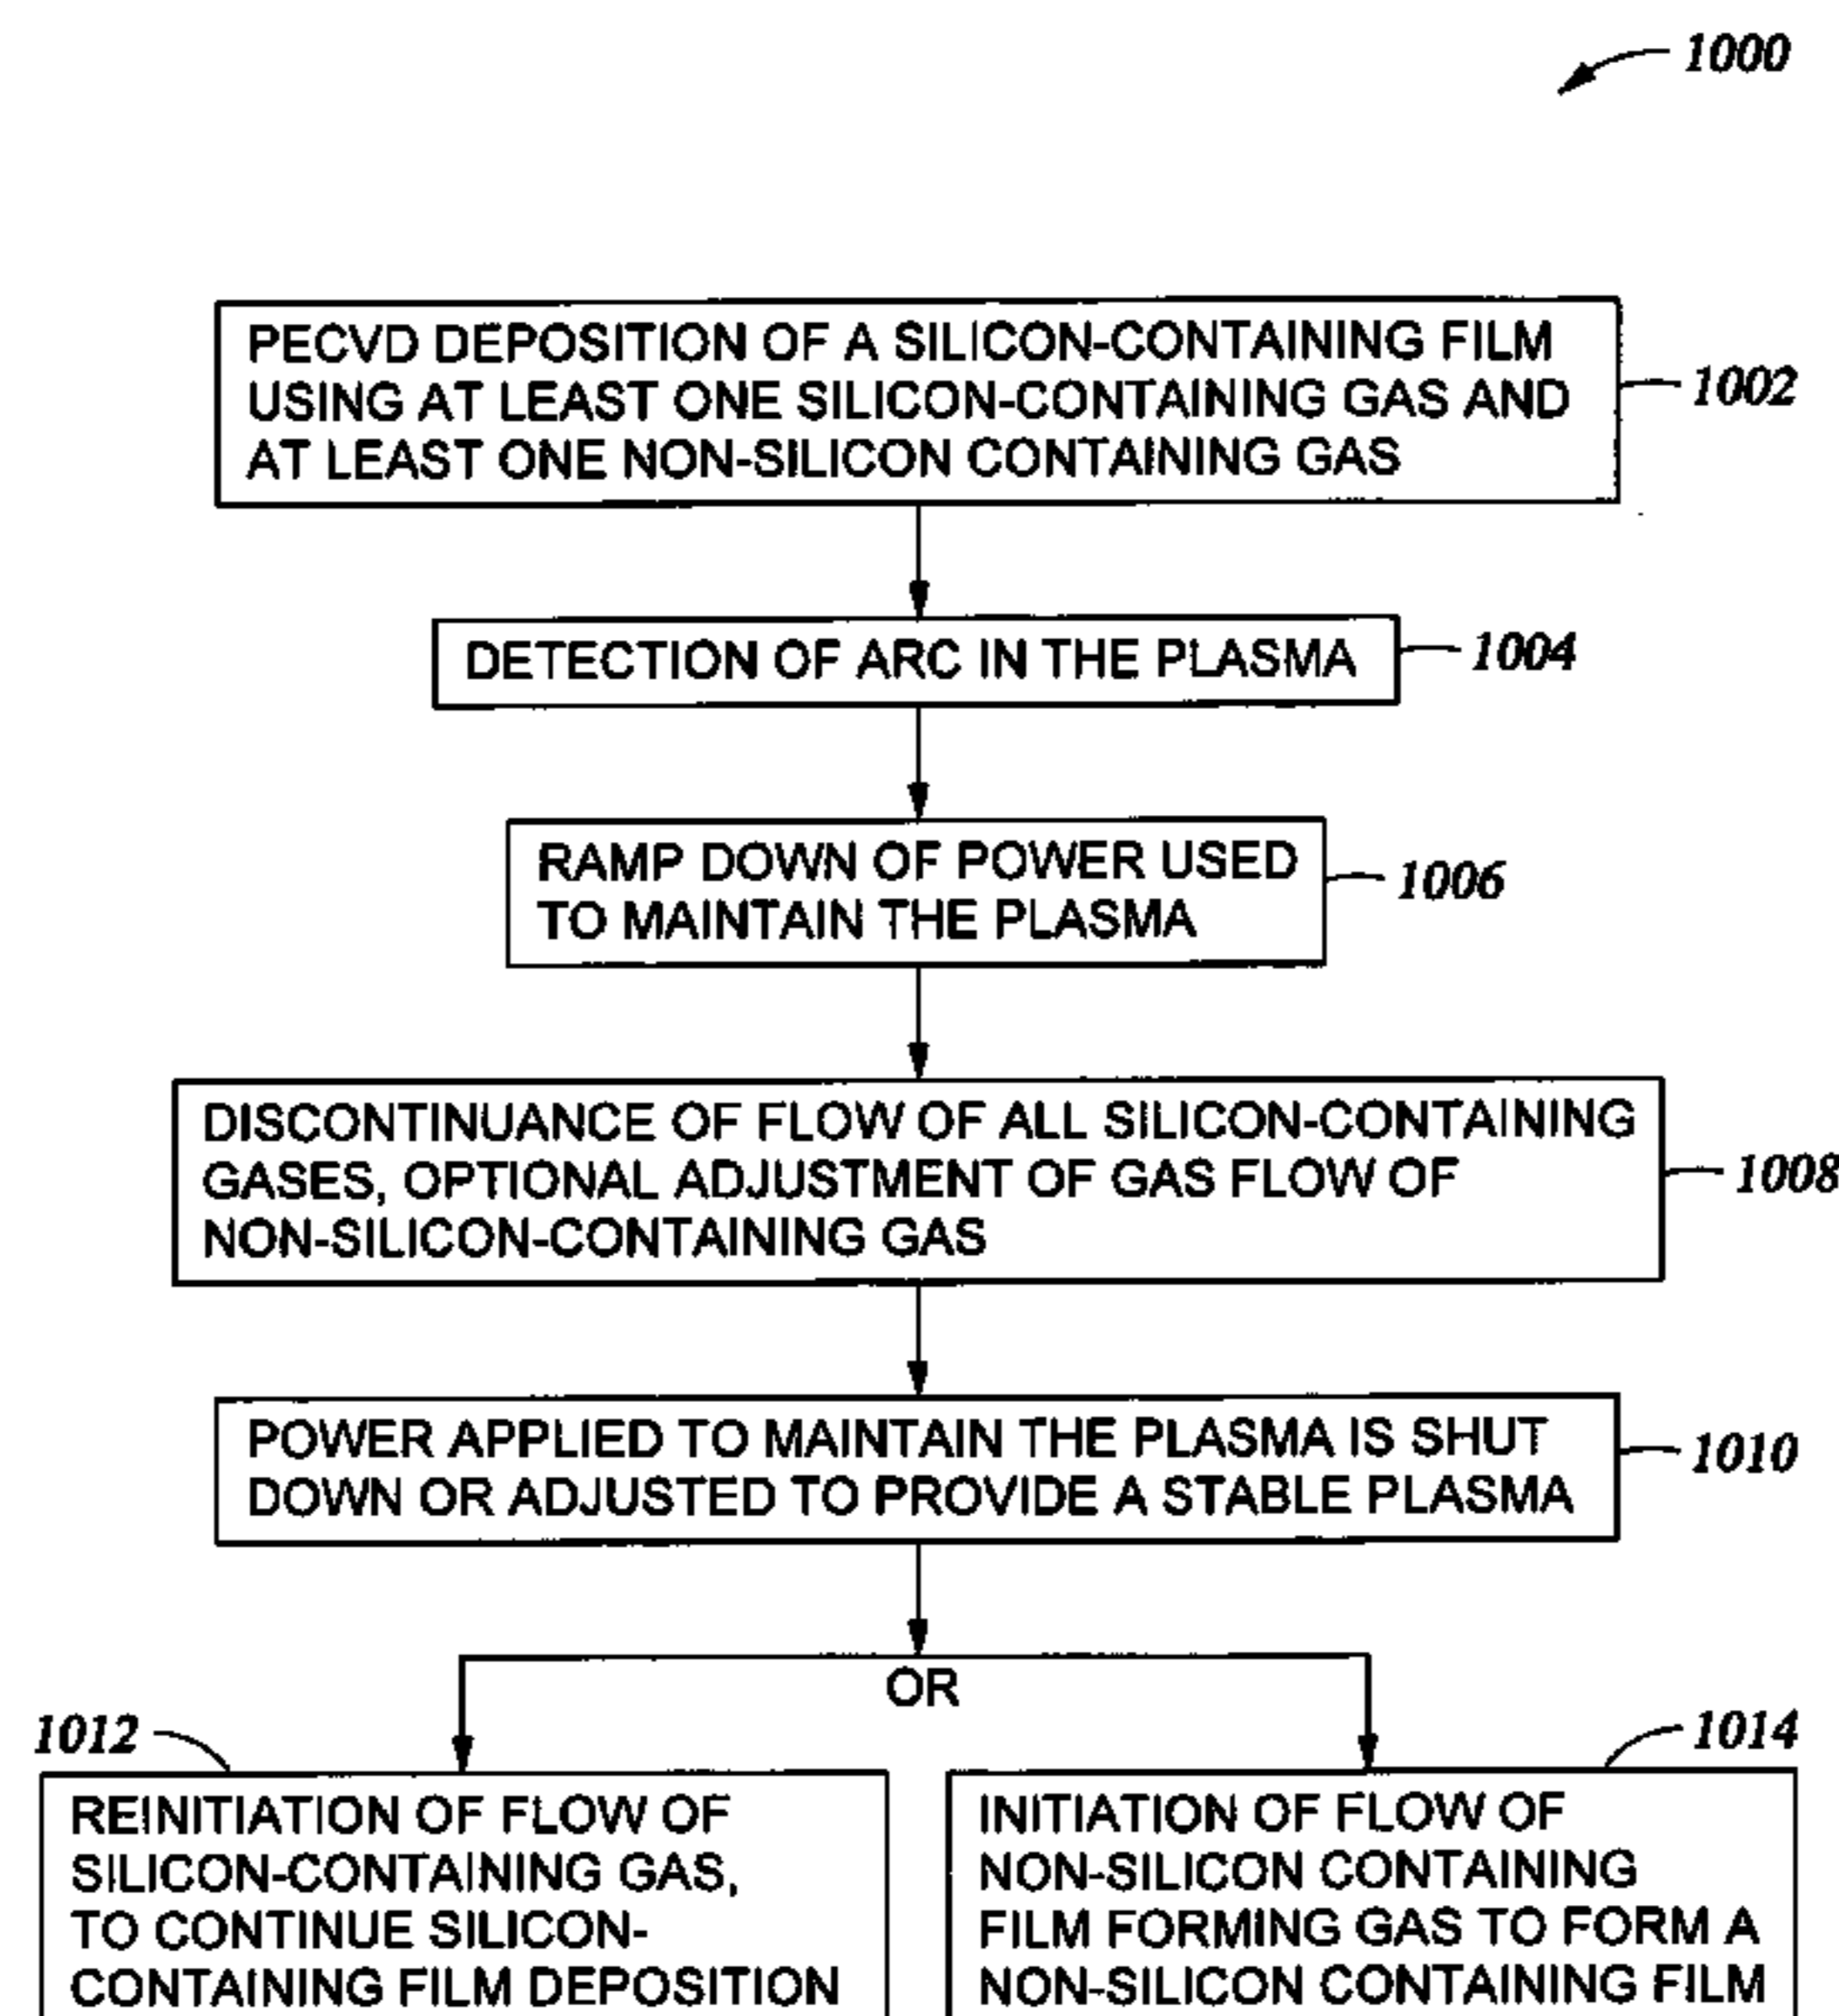 1000
PECVD DEPOSITION OF A SILICON-CONTAINING FILM
USING AT LEAST ONE SILICON-CONTAINING GAS AND
AT LEAST ONE NON-SILICON CONTAINING GAS
1002
DETECTION OF ARC IN THE PLASMA
1004
RAMP DOWN OF POWER USED
TO MAINTAIN THE PLASMA
1006
DISCONTINUANCE OF FLOW OF ALL SILICON-CONTAINING
GASES, OPTIONAL ADJUSTMENT OF GAS FLOW OF
NON-SILICON-CONTAINING GAS
1008
POWER APPLIED TO MAINTAIN THE PLASMA IS SHUT
DOWN OR ADJUSTED TO PROVIDE A STABLE PLASMA
1010
OR
1012
REINITIATION OF FLOW OF
SILICON-CONTAINING GAS,
TO CONTINUE SILICON-
CONTAINING FILM DEPOSITION
1014
INITIATION OF FLOW OF
NON-SILICON CONTAINING
FILM FORMING GAS TO FORM A
NON-SILICON CONTAINING FILM